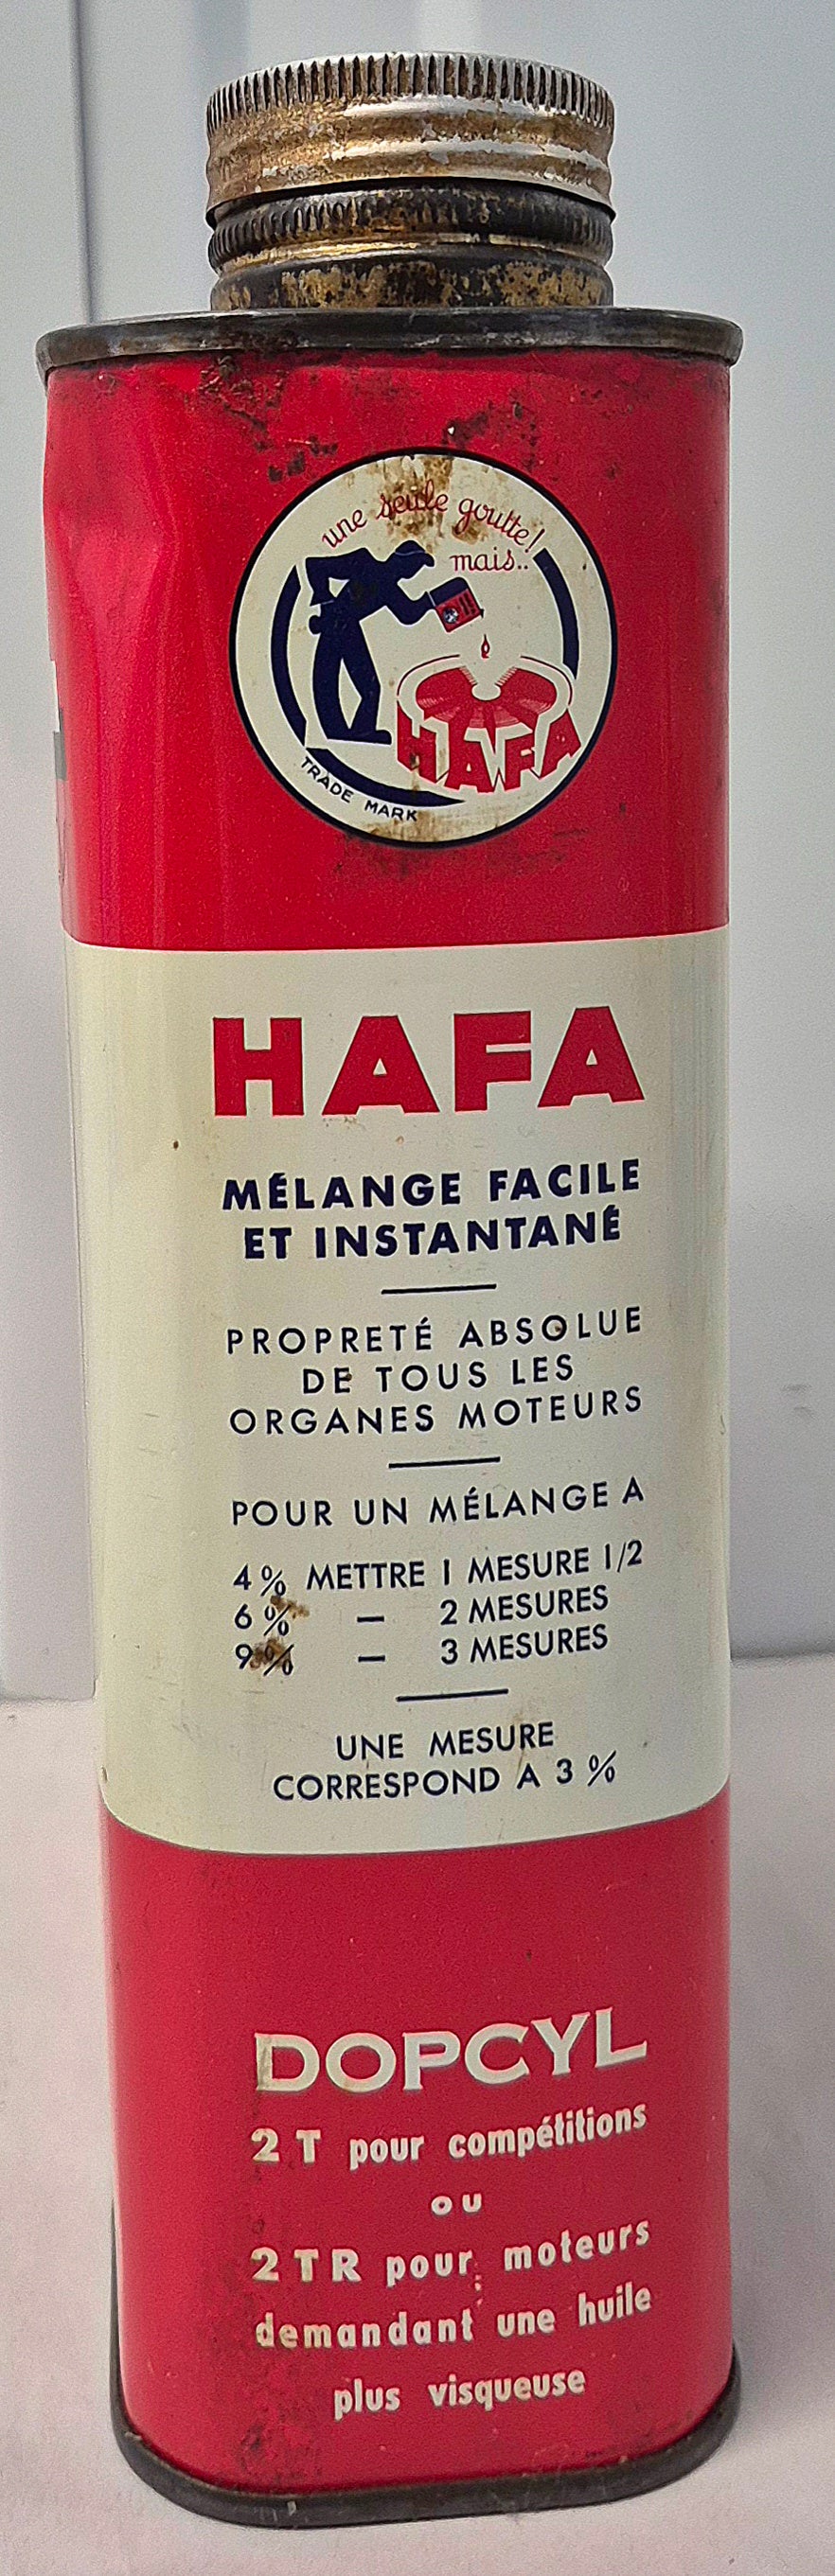 une seule goutte!
mais..
HAFA
TRADE MARK
HAFA
MÉLANGE FACILE
ET INSTANTANÉ
PROPRETÉ ABSOLUE
DE TOUS LES
ORGANES MOTEURS
POUR UN MÉLANGE A
4% METTRE 1 MESURE 1/2
6% — 2 MESURES
9% — 3 MESURES
UNE MESURE
CORRESPOND A 3%
DOPCYL
2 T pour compétitions
ou
2 TR pour moteurs
demandant une huile
plus visqueuse